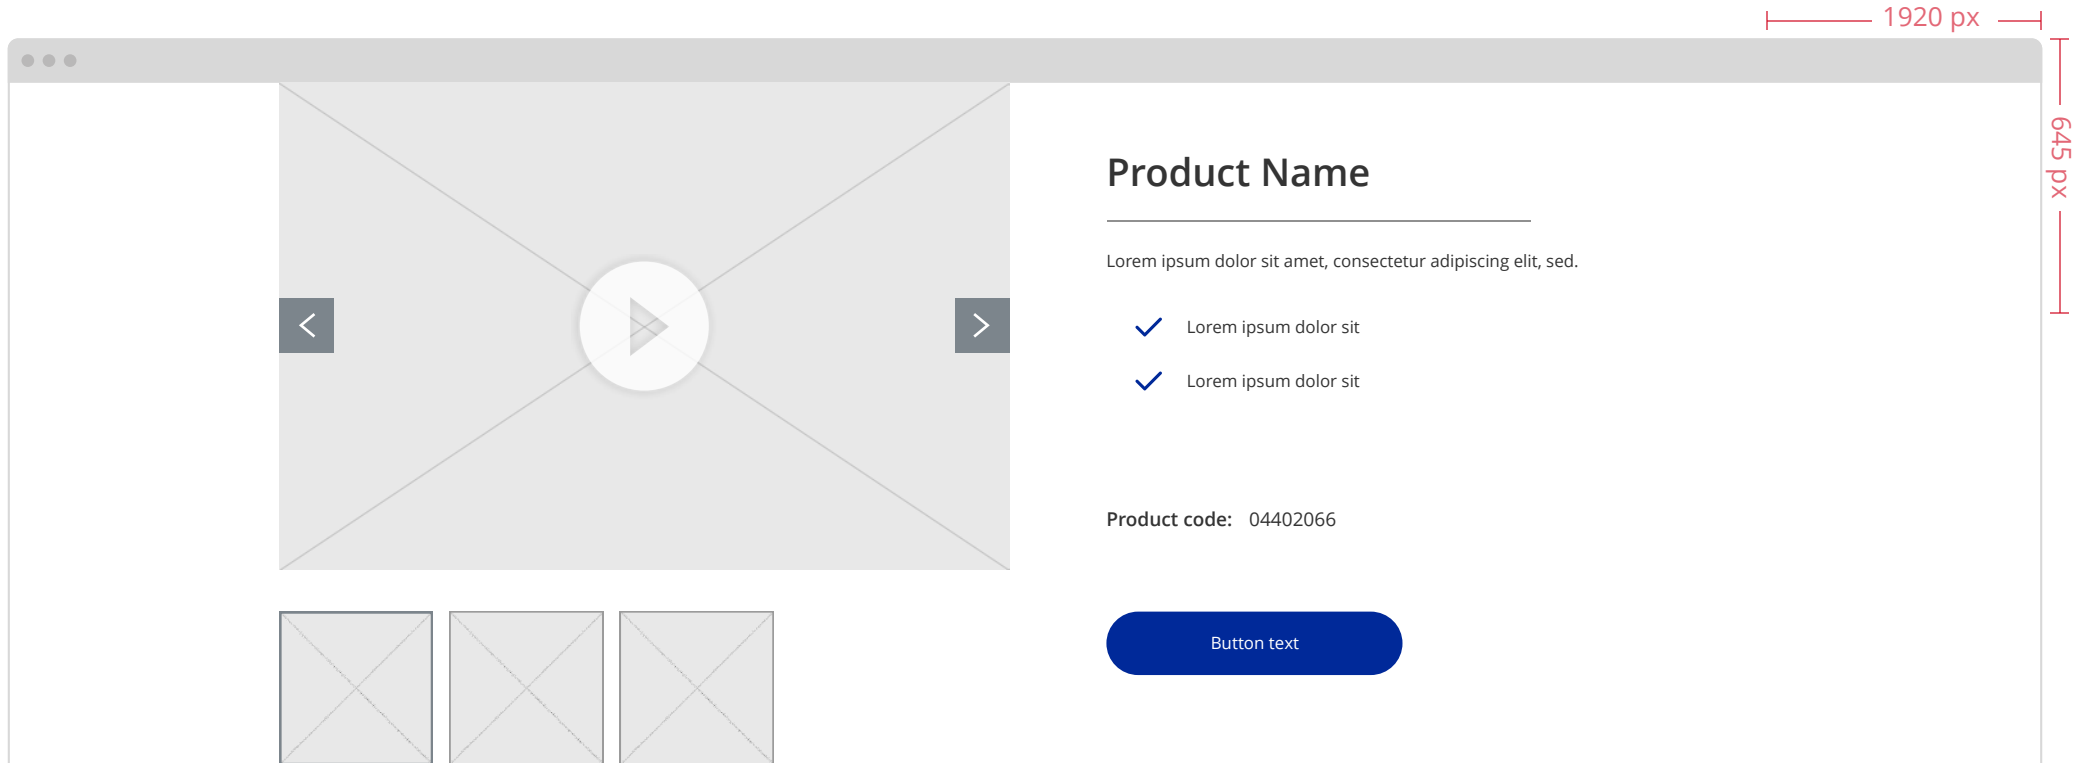 1920 px
645 px
Product Name
Lorem ipsum dolor sit amet, consectetur adipiscing elit, sed.
Lorem ipsum dolor sit
Lorem ipsum dolor sit
Product code: 04402066
Button text